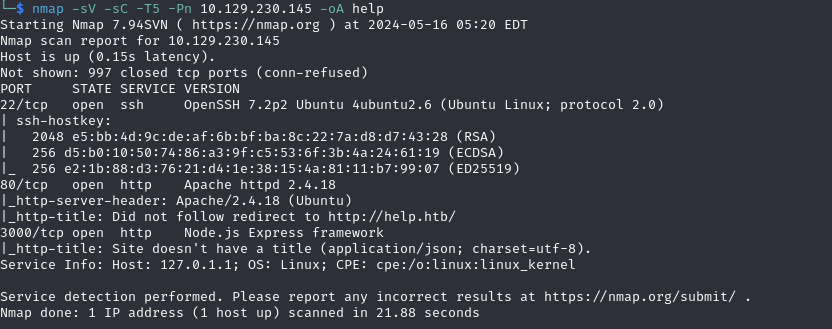 └─$ nmap -sV -sC -T5 -Pn 10.129.230.145 -oA help
Starting Nmap 7.94SVN ( https://nmap.org ) at 2024-05-16 05:20 EDT
Nmap scan report for 10.129.230.145
Host is up (0.15s latency).
Not shown: 997 closed tcp ports (conn-refused)
PORT     STATE SERVICE VERSION
22/tcp   open  ssh     OpenSSH 7.2p2 Ubuntu 4ubuntu2.6 (Ubuntu Linux; protocol 2.0)
| ssh-hostkey:
|   2048 e5:bb:4d:9c:de:af:6b:bf:ba:8c:22:7a:d8:d7:43:28 (RSA)
|   256 d5:b0:10:50:74:86:a3:9f:c5:53:6f:3b:4a:24:61:19 (ECDSA)
|_  256 e2:1b:88:d3:76:21:d4:1e:38:15:4a:81:11:b7:99:07 (ED25519)
80/tcp   open  http    Apache httpd 2.4.18
|_http-server-header: Apache/2.4.18 (Ubuntu)
|_http-title: Did not follow redirect to http://help.htb/
3000/tcp open  http    Node.js Express framework
|_http-title: Site doesn't have a title (application/json; charset=utf-8).
Service Info: Host: 127.0.1.1; OS: Linux; CPE: cpe:/o:linux:linux_kernel
Service detection performed. Please report any incorrect results at https://nmap.org/submit/ .
Nmap done: 1 IP address (1 host up) scanned in 21.88 seconds